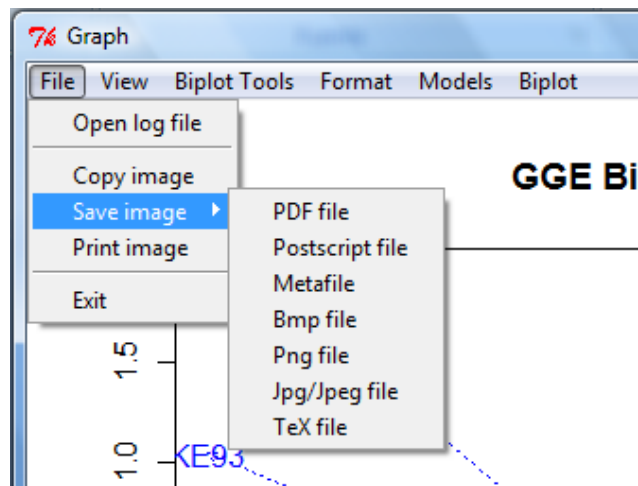 Graph
File View Biplot Tools Format Models Biplot
Open log file
Copy image
Save image
Print image
Exit
PDF file
Postscript file
Metafile
Bmp file
Png file
Jpg/Jpeg file
TeX file
GGE Bi
1.5
1.0
KE93